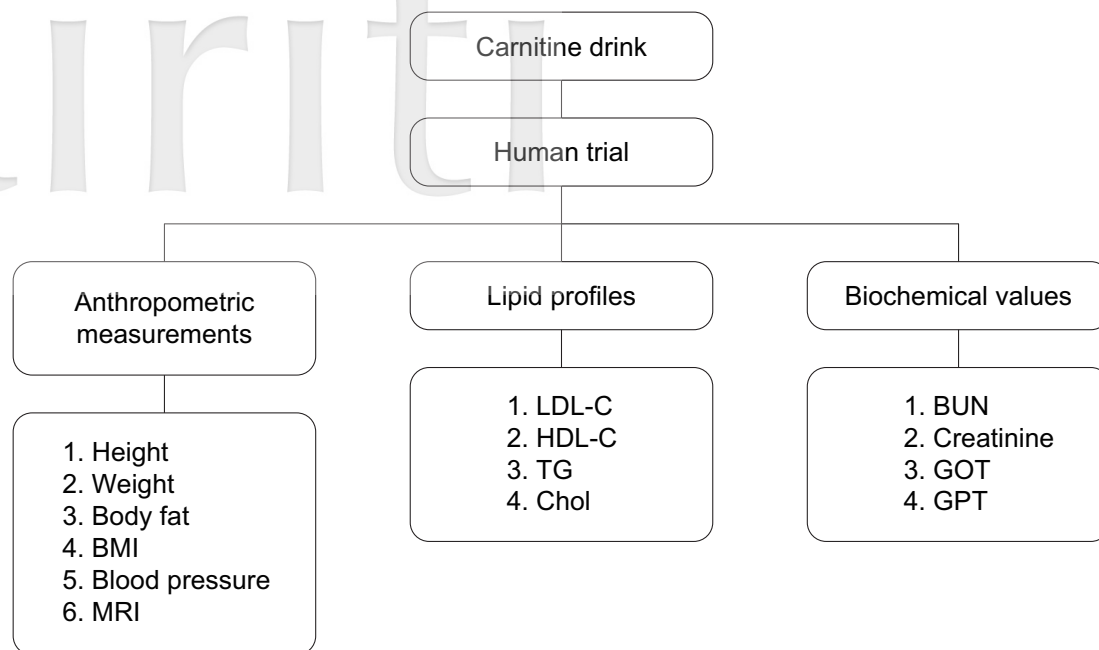 Carnitine drink
Human trial
Anthropometric
measurements
Lipid profiles
Biochemical values
1. Height
2. Weight
3. Body fat
4. BMI
5. Blood pressure
6. MRI
1. LDL-C
2. HDL-C
3. TG
4. Chol
1. BUN
2. Creatinine
3. GOT
4. GPT